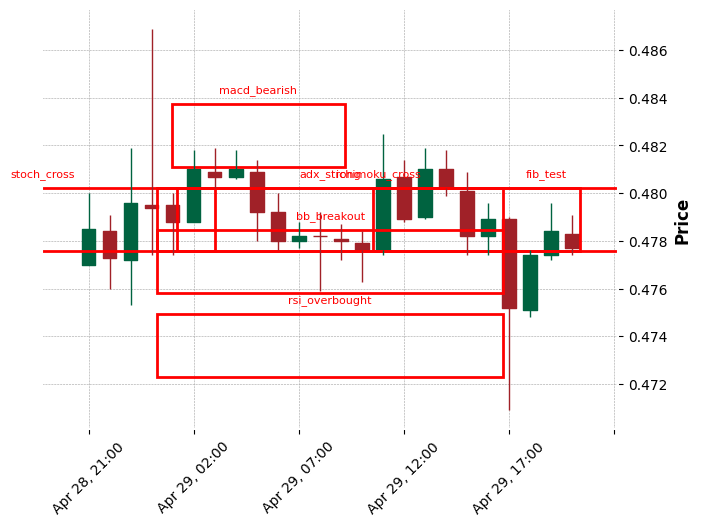 macd_bearish
stoch_cross
adx_strong
ichimoku_cross
fib_test
bb_breakout
rsi_overbought
0.486
0.484
0.482
0.480
0.478
0.476
0.474
0.472
Price
Apr 28, 21:00
Apr 29, 02:00
Apr 29, 07:00
Apr 29, 12:00
Apr 29, 17:00